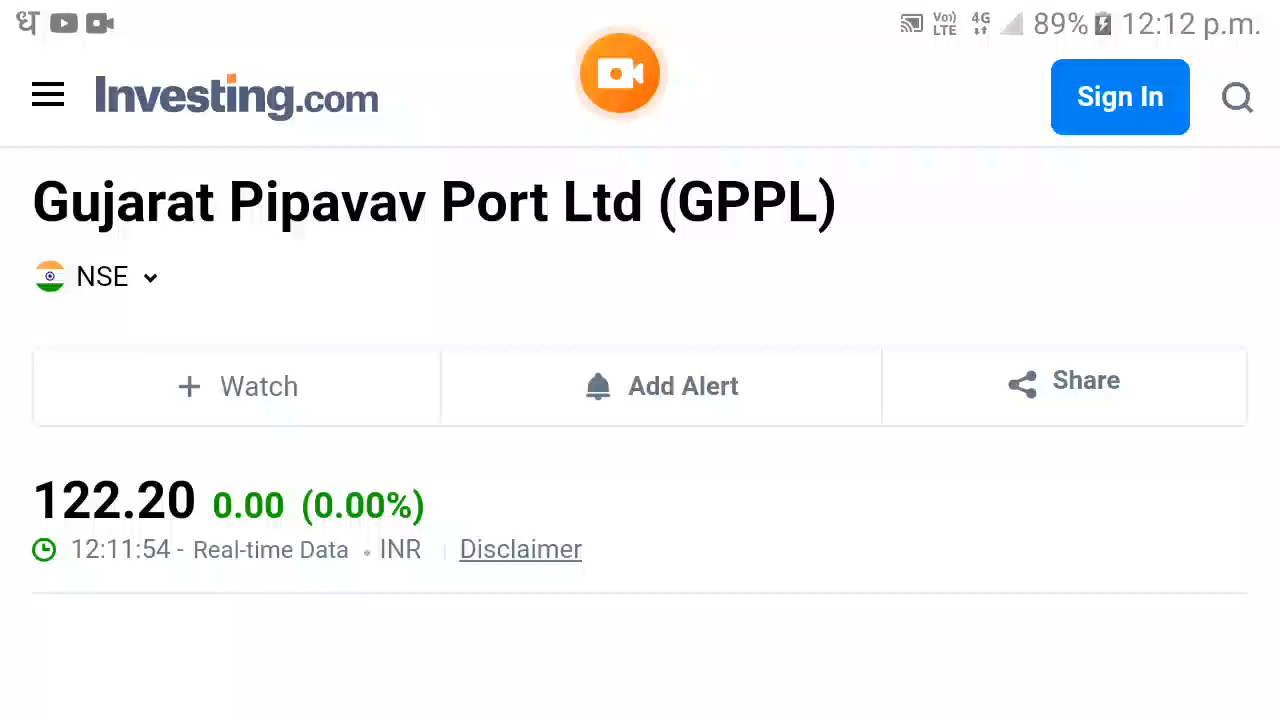 ध Vo)) LTE 4G 89% 12:12 p.m.
Investing.com Sign In
Gujarat Pipavav Port Ltd (GPPL)
NSE
+ Watch Add Alert Share
122.20 0.00 (0.00%)
12:11:54 - Real-time Data • INR Disclaimer